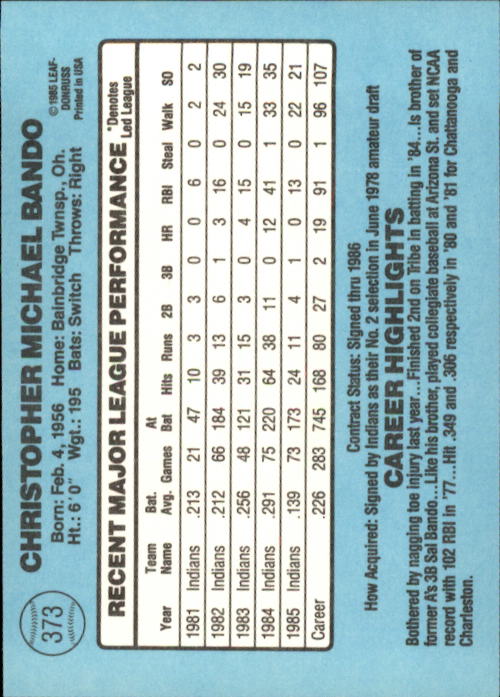 373
CHRISTOPHER MICHAEL BANDO
©1985 LEAF-
DONRUSS
Printed in USA
Born: Feb. 4, 1956 Home: Bainbridge Twnsp., Oh.
Ht.: 6' 0" Wgt.: 195 Bats: Switch Throws: Right
RECENT MAJOR LEAGUE PERFORMANCE
*Denotes
Led League
Year Team Name Bat. Avg. Games At Bat Hits Runs 2B 3B HR RBI Steal Walk SO
1981 Indians .213 21 47 10 3 3 0 0 6 0 2 2
1982 Indians .212 66 184 39 13 6 1 3 16 0 24 30
1983 Indians .256 48 121 31 15 3 0 4 15 0 15 19
1984 Indians .291 75 220 64 38 11 0 12 41 1 33 35
1985 Indians .139 73 173 24 11 4 1 0 13 0 22 21
Career .226 283 745 168 80 27 2 19 91 1 96 107
Contract Status: Signed thru 1986
How Acquired: Signed by Indians as their No. 2 selection in June 1978 amateur draft
CAREER HIGHLIGHTS
Bothered by nagging toe injury last year...Finished 2nd on Tribe in batting in '84...Is brother of
former A's 3B Sal Bando...Like his brother, played collegiate baseball at Arizona St. and set NCAA
record with 102 RBI in '77...Hit .349 and .306 respectively in '80 and '81 for Chattanooga and
Charleston.